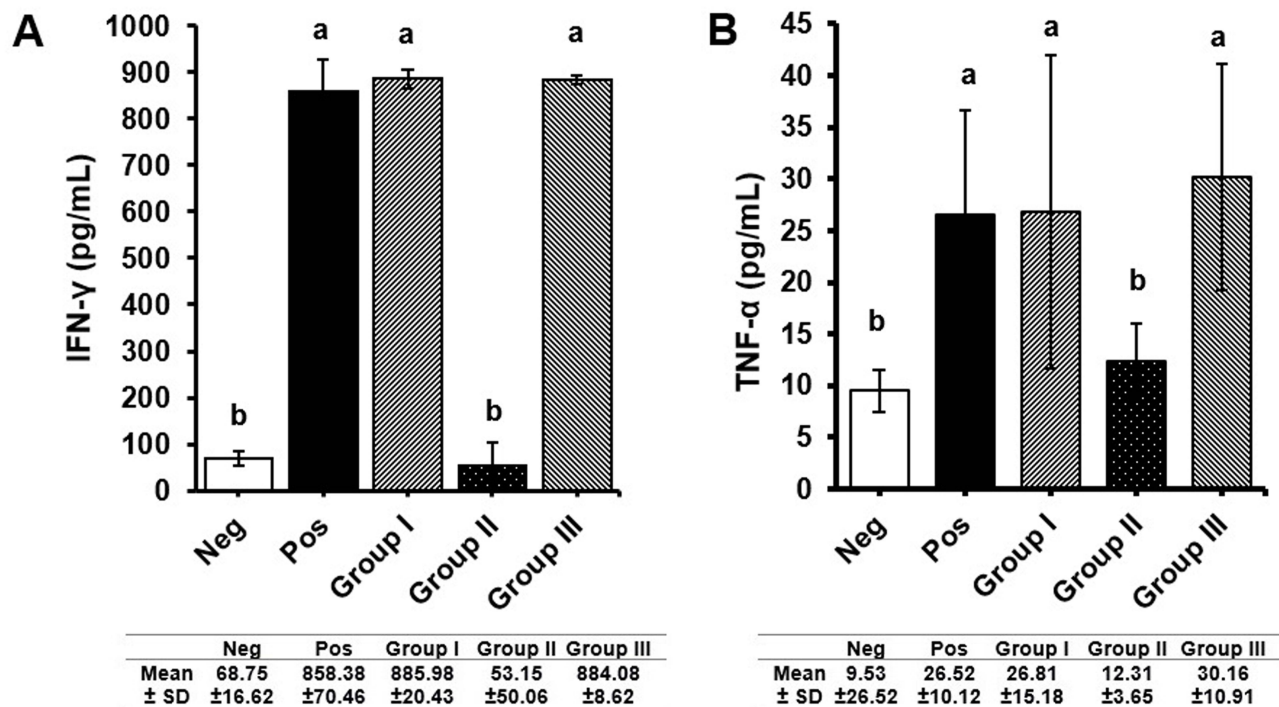 A
IFN-γ (pg/mL)
1000
900
800
700
600
500
400
300
200
100
0
b
a
a
b
a
Neg
Pos
Group I
Group II
Group III
Neg Pos Group I Group II Group III
Mean 68.75 858.38 885.98 53.15 884.08
± SD ±16.62 ±70.46 ±20.43 ±50.06 ±8.62
B
TNF-α (pg/mL)
45
40
35
30
25
20
15
10
5
0
b
a
a
b
a
Neg
Pos
Group I
Group II
Group III
Neg Pos Group I Group II Group III
Mean 9.53 26.52 26.81 12.31 30.16
± SD ±26.52 ±10.12 ±15.18 ±3.65 ±10.91